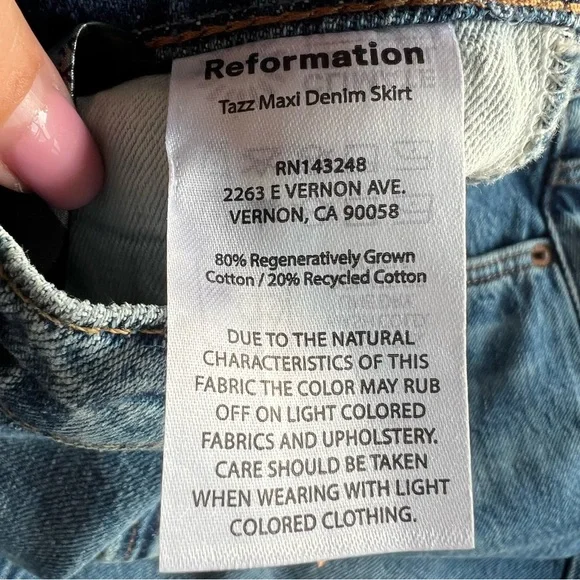 Reformation
Tazz Maxi Denim Skirt
RN143248
2263 E VERNON AVE.
VERNON, CA 90058
80% Regeneratively Grown
Cotton / 20% Recycled Cotton
DUE TO THE NATURAL
CHARACTERISTICS OF THIS
FABRIC THE COLOR MAY RUB
OFF ON LIGHT COLORED
FABRICS AND UPHOLSTERY.
CARE SHOULD BE TAKEN
WHEN WEARING WITH LIGHT
COLORED CLOTHING.